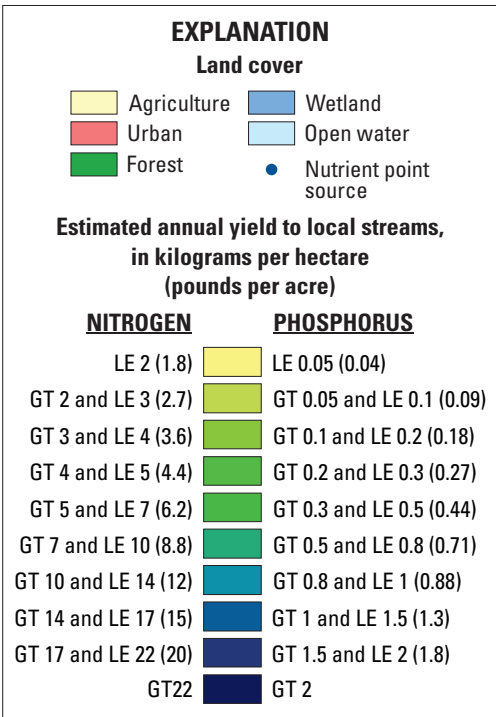 EXPLANATION
Land cover
Agriculture Wetland
Urban Open water
Forest Nutrient point
source
Estimated annual yield to local streams,
in kilograms per hectare
(pounds per acre)
NITROGEN PHOSPHORUS
LE 2 (1.8) LE 0.05 (0.04)
GT 2 and LE 3 (2.7) GT 0.05 and LE 0.1 (0.09)
GT 3 and LE 4 (3.6) GT 0.1 and LE 0.2 (0.18)
GT 4 and LE 5 (4.4) GT 0.2 and LE 0.3 (0.27)
GT 5 and LE 7 (6.2) GT 0.3 and LE 0.5 (0.44)
GT 7 and LE 10 (8.8) GT 0.5 and LE 0.8 (0.71)
GT 10 and LE 14 (12) GT 0.8 and LE 1 (0.88)
GT 14 and LE 17 (15) GT 1 and LE 1.5 (1.3)
GT 17 and LE 22 (20) GT 1.5 and LE 2 (1.8)
GT22 GT 2